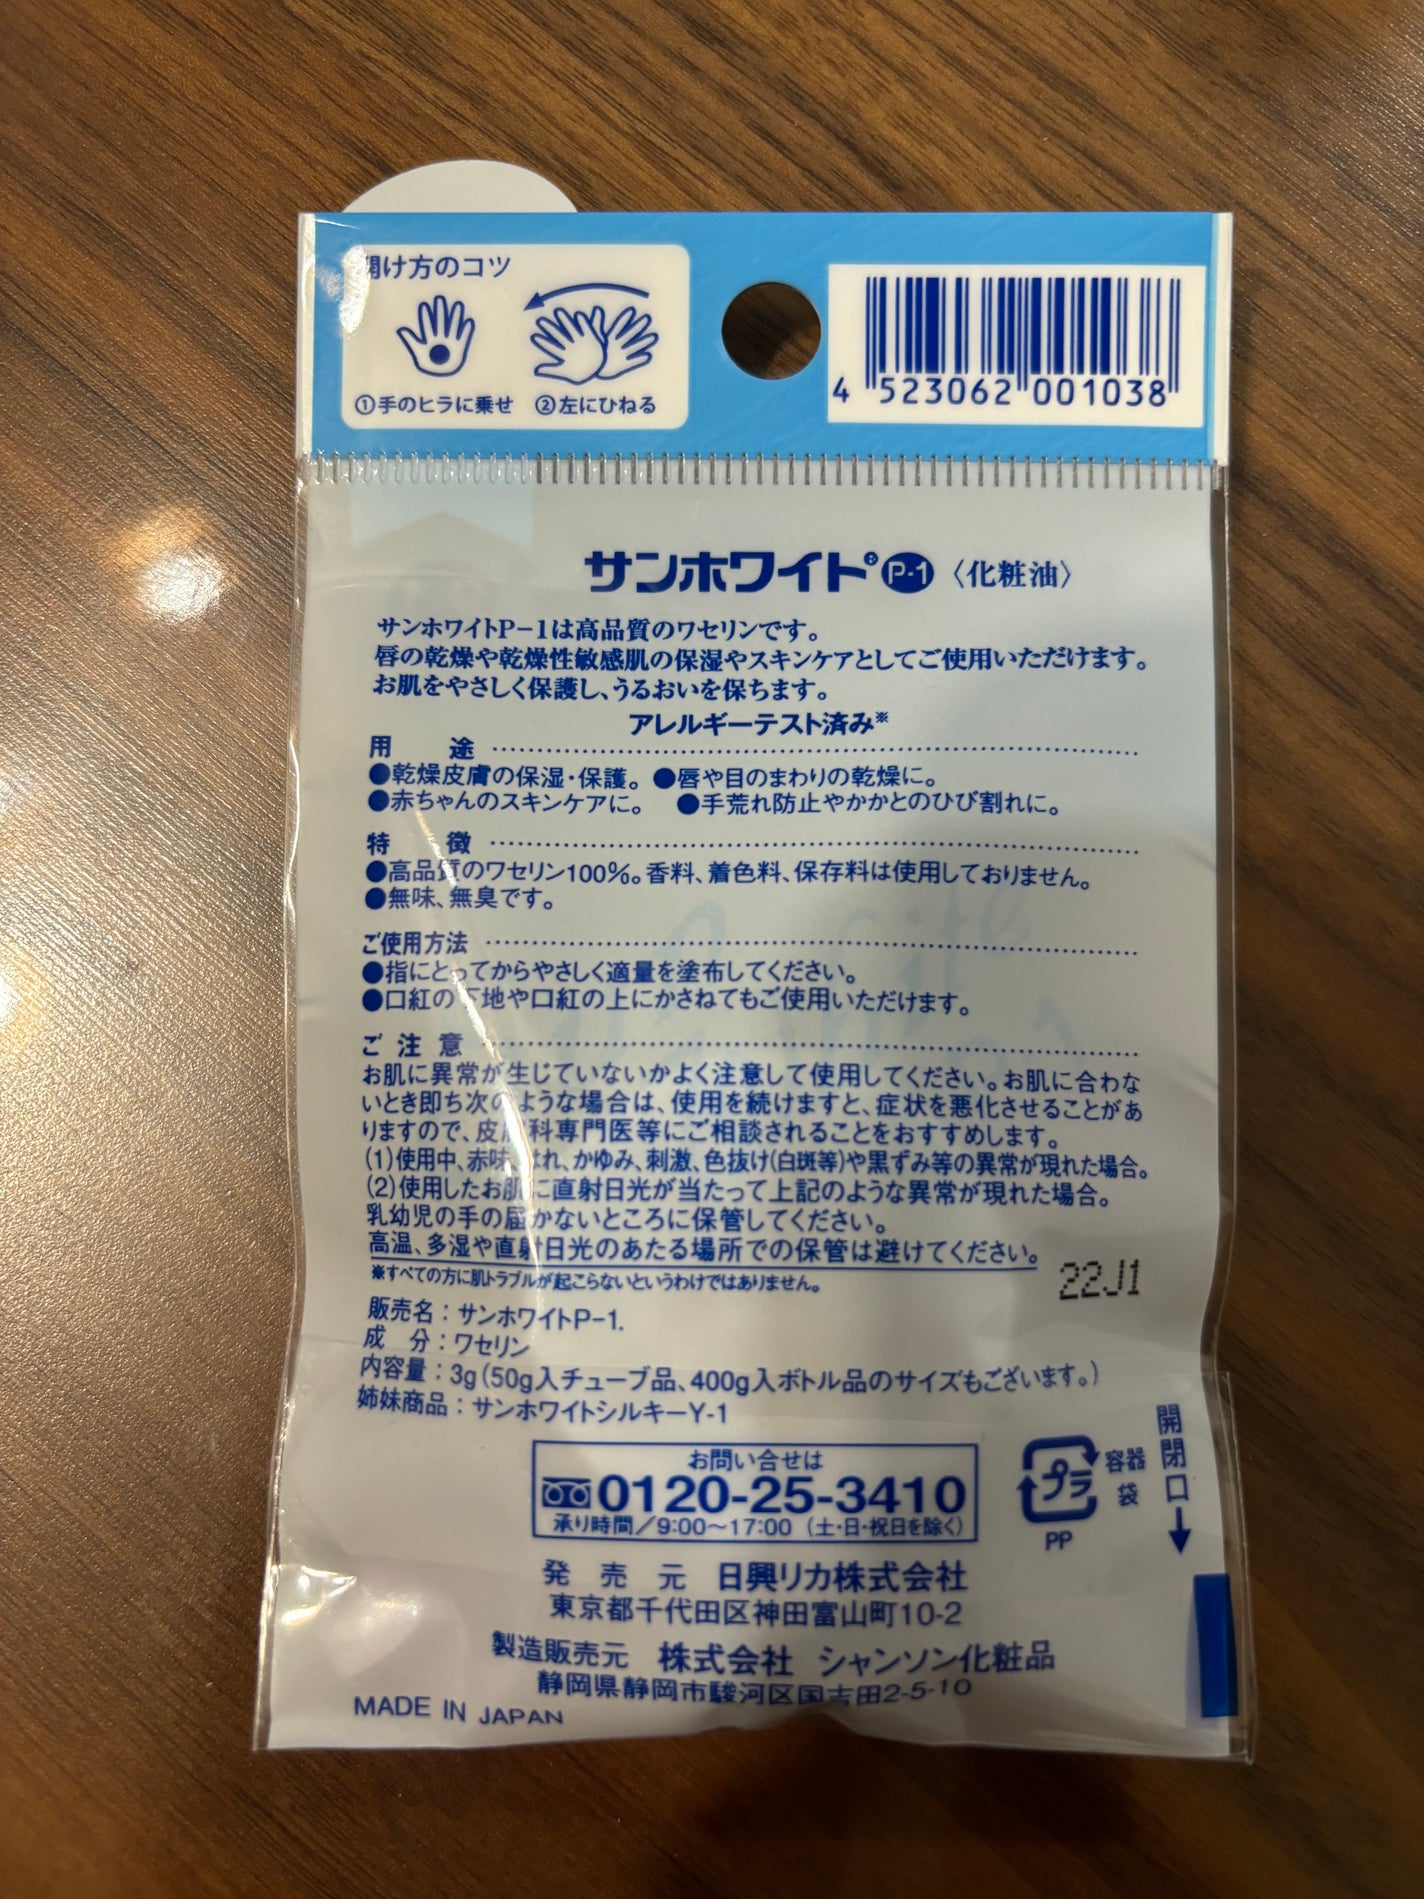 開け方のコツ
①手のヒラに乗せ ②左にひねる
4 523062 001038
サンホワイト® P-1 〈化粧油〉
サンホワイトP-1は高品質のワセリンです。
唇の乾燥や乾燥性敏感肌の保湿やスキンケアとしてご使用いただけます。
お肌をやさしく保護し、うるおいを保ちます。
アレルギーテスト済み※
用 途
●乾燥皮膚の保湿・保護。 ●唇や目のまわりの乾燥に。
●赤ちゃんのスキンケアに。 ●手荒れ防止やかかとのひび割れに。
特 徴
●高品質のワセリン100%。香料、着色料、保存料は使用しておりません。
●無味、無臭です。
ご使用方法
●指にとってからやさしく適量を塗布してください。
●口紅の下地や口紅の上にかさねてもご使用いただけます。
ご注意
お肌に異常が生じていないかよく注意して使用してください。お肌に合わな
いとき即ち次のような場合は、使用を続けますと、症状を悪化させることがあ
りますので、皮膚科専門医等にご相談されることをおすすめします。
(1)使用中、赤味、はれ、かゆみ、刺激、色抜け(白斑等)や黒ずみ等の異常が現れた場合。
(2)使用したお肌に直射日光が当たって上記のような異常が現れた場合。
乳幼児の手の届かないところに保管してください。
高温、多湿や直射日光のあたる場所での保管は避けてください。
※すべての方に肌トラブルが起こらないというわけではありません。
22J1
販売名：サンホワイトP-1.
成 分：ワセリン
内容量：3g(50g入チューブ品、400g入ボトル品のサイズもございます。)
姉妹商品：サンホワイトシルキーY-1
お問い合せは
0120-25-3410
承り時間／9:00～17:00 (土・日・祝日を除く)
プラ
容器
袋
PP
開閉口
発売元 日興リカ株式会社
東京都千代田区神田富山町10-2
製造販売元 株式会社 シャンソン化粧品
静岡県静岡市駿河区国吉田2-5-10
MADE IN JAPAN